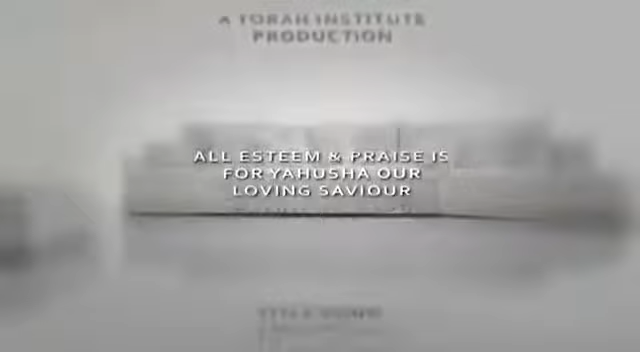 A TORAH INSTITUTE
PRODUCTION
ALL ESTEEM & PRAISE IS
FOR YAHUSHA OUR
LOVING SAVIOUR